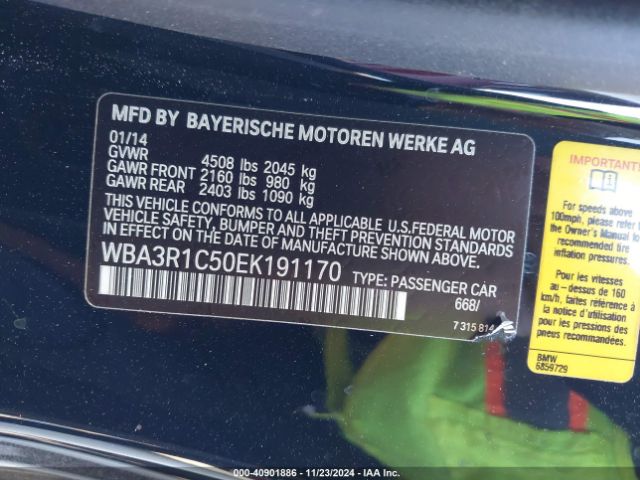 MFD BY BAYERISCHE MOTOREN WERKE AG
01/14
GVWR 4508 lbs 2045 kg
GAWR FRONT 2160 lbs 980 kg
GAWR REAR 2403 lbs 1090 kg
THIS VEHICLE CONFORMS TO ALL APPLICABLE U.S.FEDERAL MOTOR
VEHICLE SAFETY, BUMPER AND THEFT PREVENTION STANDARDS
IN EFFECT ON THE DATE OF MANUFACTURE SHOWN ABOVE.
WBA3R1C50EK191170
TYPE: PASSENGER CAR
668/
7 315 814
IMPORTANT!
For speeds above
100mph, please refer to
the Owner's Manual for
Pour les vitesses
au-dessus de 160
km/h, faites référence à
la notice d'utilisation
pour les pressions des
pneus recommandées.
BMW
6859729
000-40901886 - 11/23/2024 - IAA Inc.